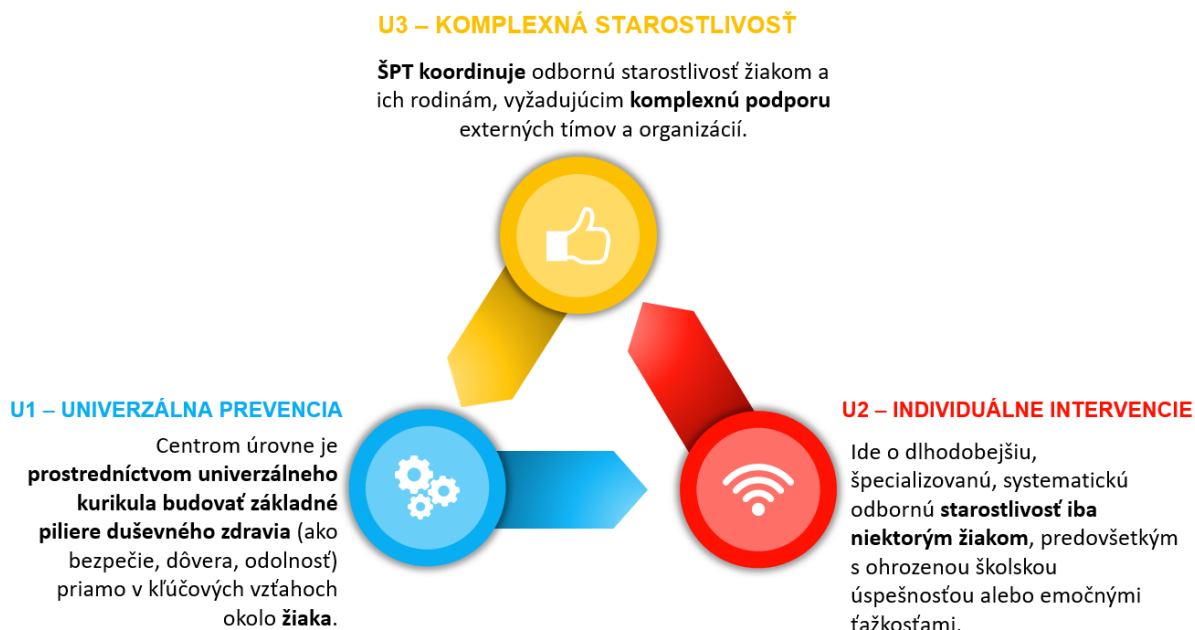 U3 – KOMPLEXNÁ STAROSTLIVOSŤ
ŠPT koordinuje odbornú starostlivosť žiakom a
ich rodinám, vyžadujúcim komplexnú podporu
externých tímov a organizácií.
U1 – UNIVERZÁLNA PREVENCIA
Centrom úrovne je
prostredníctvom univerzálneho
kurikula budovať základné
piliere duševného zdravia (ako
bezpečie, dôvera, odolnosť)
priamo v kľúčových vzťahoch
okolo žiaka.
U2 – INDIVIDUÁLNE INTERVENCIE
Ide o dlhodobejšiu,
špecializovanú, systematickú
odbornú starostlivosť iba
niektorým žiakom, predovšetkým
s ohrozenou školskou
úspešnosťou alebo emočnými
ťažkosťami.